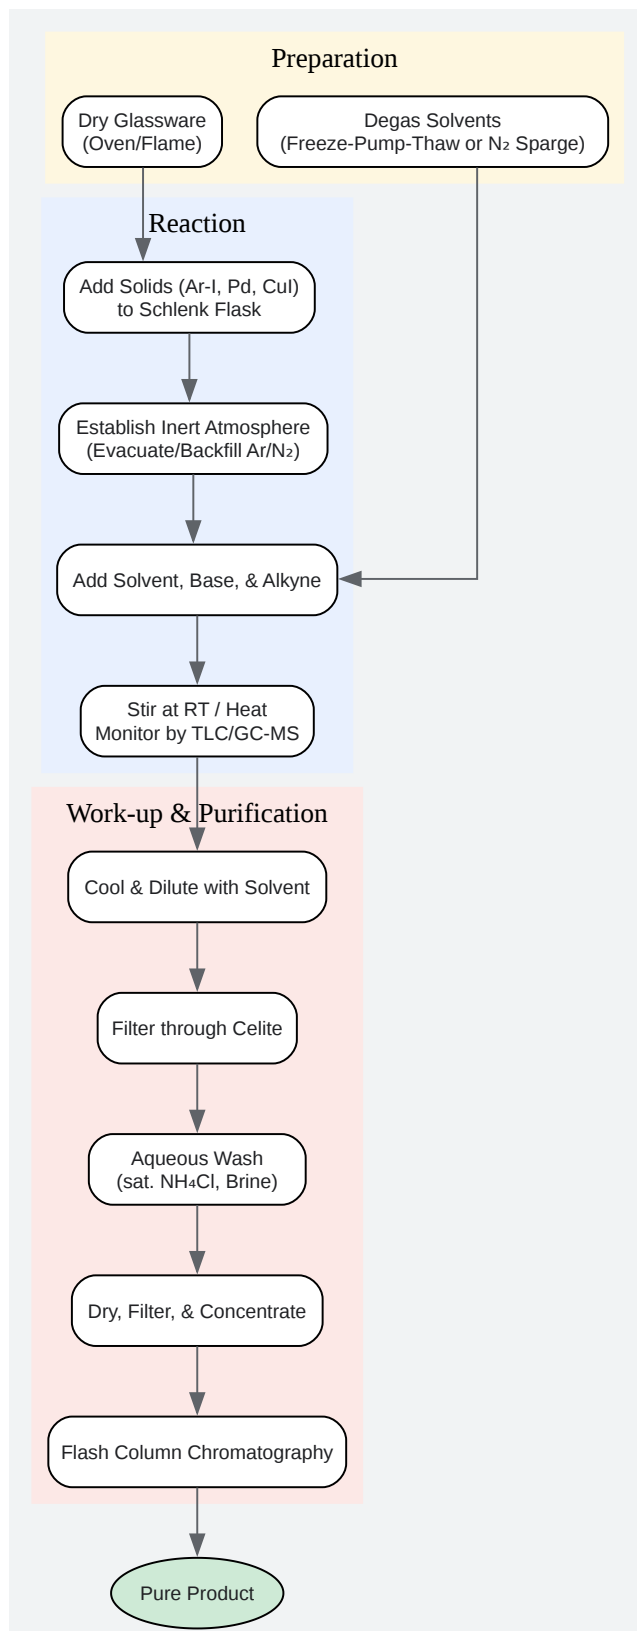 Preparation
Dry Glassware
(Oven/Flame)
Degas Solvents
(Freeze-Pump-Thaw or N₂ Sparge)
Reaction
Add Solids (Ar-I, Pd, CuI)
to Schlenk Flask
Establish Inert Atmosphere
(Evacuate/Backfill Ar/N₂)
Add Solvent, Base, & Alkyne
Stir at RT / Heat
Monitor by TLC/GC-MS
Work-up & Purification
Cool & Dilute with Solvent
Filter through Celite
Aqueous Wash
(sat. NH₄Cl, Brine)
Dry, Filter, & Concentrate
Flash Column Chromatography
Pure Product